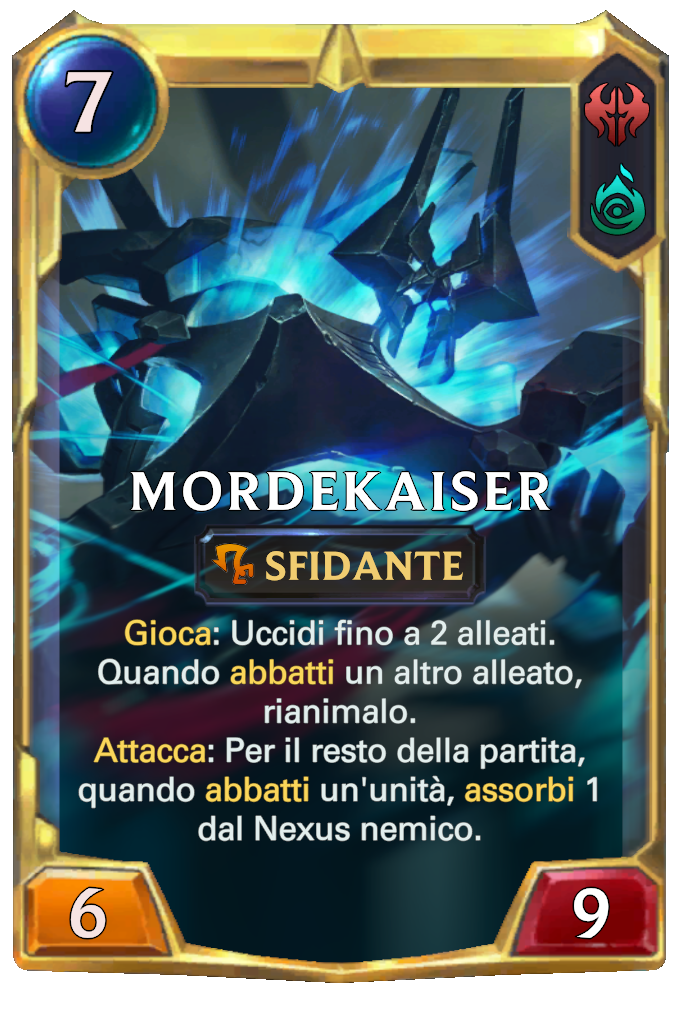 7
MORDEKAISER
SFIDANTE
Gioca: Uccidi fino a 2 alleati.
Quando abbatti un altro alleato,
rianimalo.
Attacca: Per il resto della partita,
quando abbatti un'unità, assorbi 1
dal Nexus nemico.
6
9